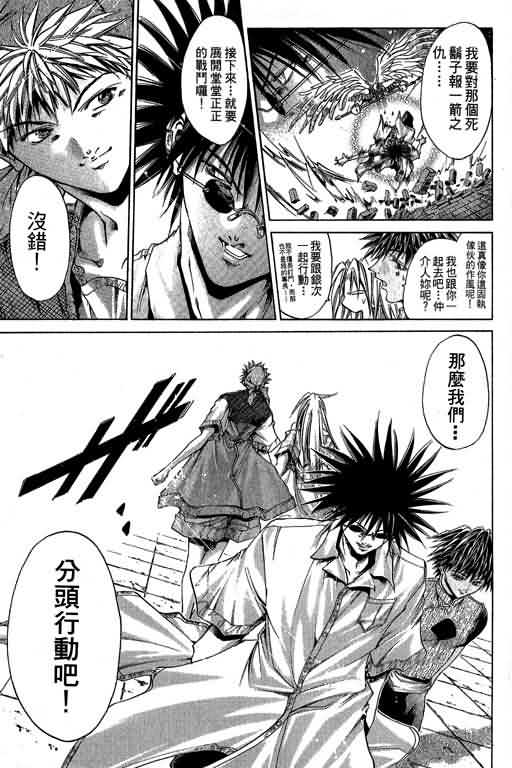 我要對那個死
鬍子報一箭之
仇……
接下來…就要
展開堂堂正正
的戰鬥囉！
沒錯！
這真像你這固執
傢伙的作風呢！
我也跟你一
起去吧…仲
介人妳呢？
我要跟銀次
一起行動…
那麼我們…
分頭行動吧！